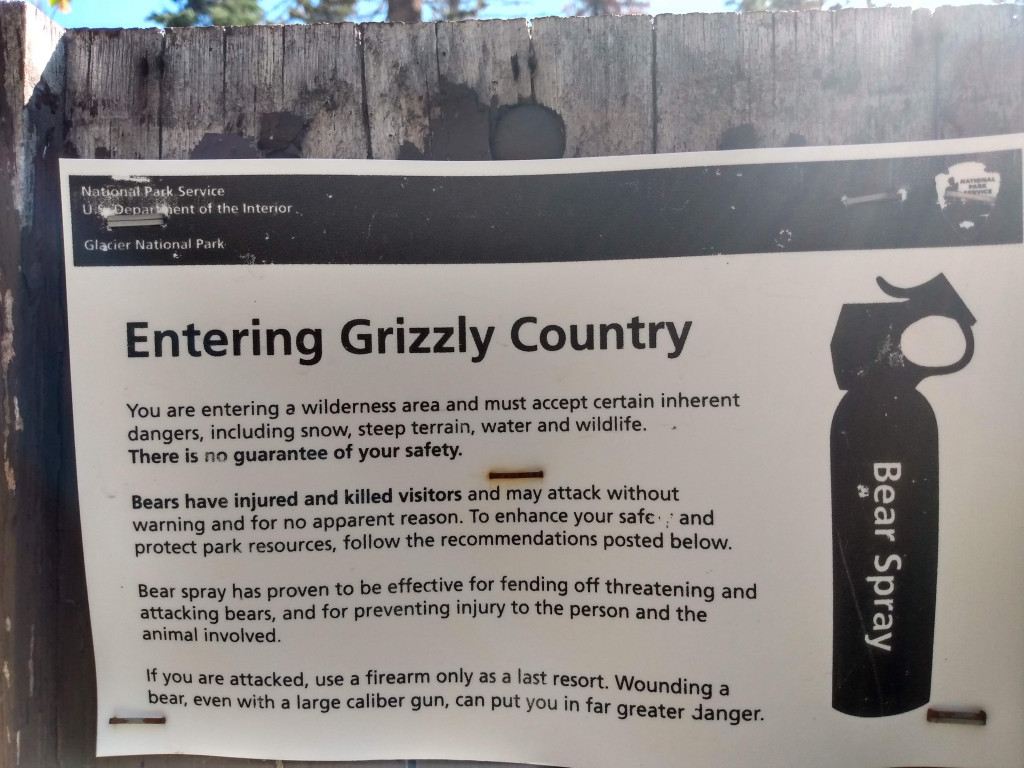 National Park Service
U.S. Department of the Interior
Glacier National Park
NATIONAL
PARK
SERVICE
Entering Grizzly Country
You are entering a wilderness area and must accept certain inherent
dangers, including snow, steep terrain, water and wildlife.
There is no guarantee of your safety.
Bears have injured and killed visitors and may attack without
warning and for no apparent reason. To enhance your safe and
protect park resources, follow the recommendations posted below.
Bear spray has proven to be effective for fending off threatening and
attacking bears, and for preventing injury to the person and the
animal involved.
If you are attacked, use a firearm only as a last resort. Wounding a
bear, even with a large caliber gun, can put you in far greater danger.
Bear Spray